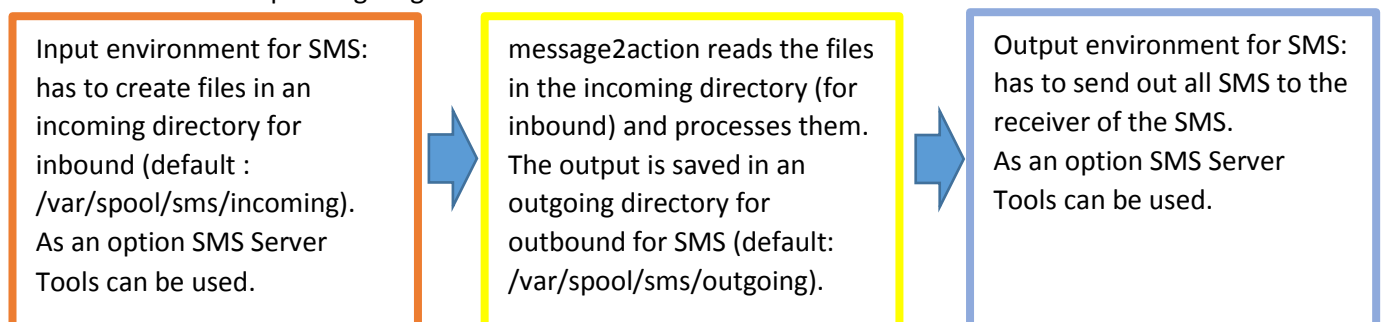 Input environment for SMS:
has to create files in an
incoming directory for
inbound (default :
/var/spool/sms/incoming).
As an option SMS Server
Tools can be used.
message2action reads the files
in the incoming directory (for
inbound) and processes them.
The output is saved in an
outgoing directory for
outbound for SMS (default:
/var/spool/sms/outgoing).
Output environment for SMS:
has to send out all SMS to the
receiver of the SMS.
As an option SMS Server
Tools can be used.